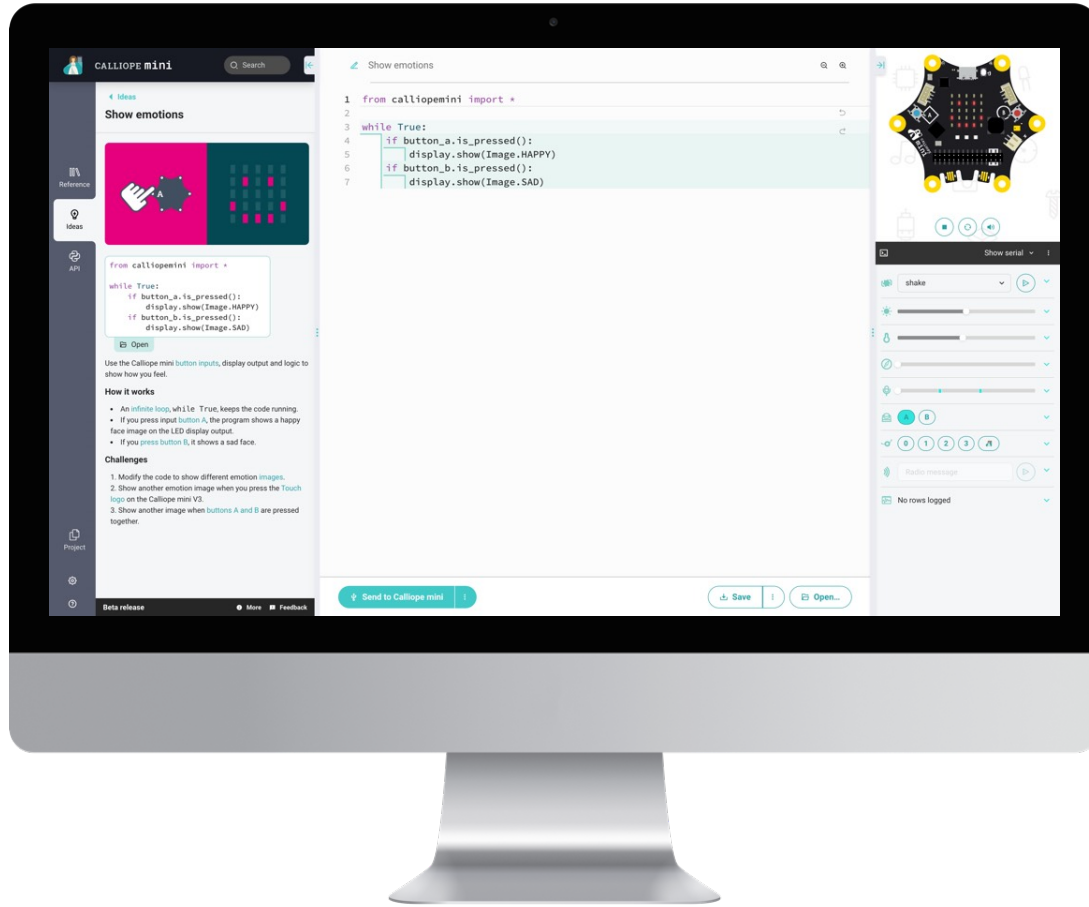 CALLIOPE mini
Search
Reference
Ideas
API
Project
Ideas
Show emotions
A
from calliopemini import *
while True:
if button_a.is_pressed():
display.show(Image.HAPPY)
if button_b.is_pressed():
display.show(Image.SAD)
Open
Use the Calliope mini button inputs, display output and logic to
show how you feel.
How it works
• An infinite loop, while True, keeps the code running.
• If you press input button A, the program shows a happy
face image on the LED display output.
• If you press button B, it shows a sad face.
Challenges
1. Modify the code to show different emotion images.
2. Show another emotion image when you press the Touch
logo on the Calliope mini V3.
3. Show another image when buttons A and B are pressed
together.
Beta release
More
Feedback
Show emotions
1 from calliopemini import *
2
3 while True:
4 if button_a.is_pressed():
5 display.show(Image.HAPPY)
6 if button_b.is_pressed():
7 display.show(Image.SAD)
Send to Calliope mini
Save
Open...
A
B
mini
Show serial
shake
A B
0 1 2 3
Radio message
No rows logged